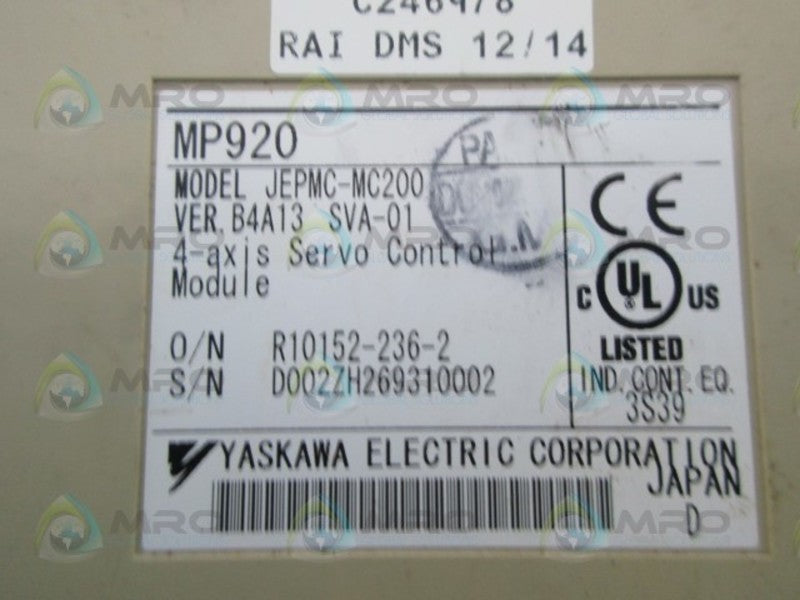 RAI DMS 12/14
MP920
MODEL JEPMC-MC200
VER. B4A13 SVA-01
4-axis Servo Control
Module
O/N R10152-236-2
S/N D002ZH269310002
CE
C UL US
LISTED
IND. CONT. EQ.
3S39
YASKAWA ELECTRIC CORPORATION
JAPAN
D
MRO